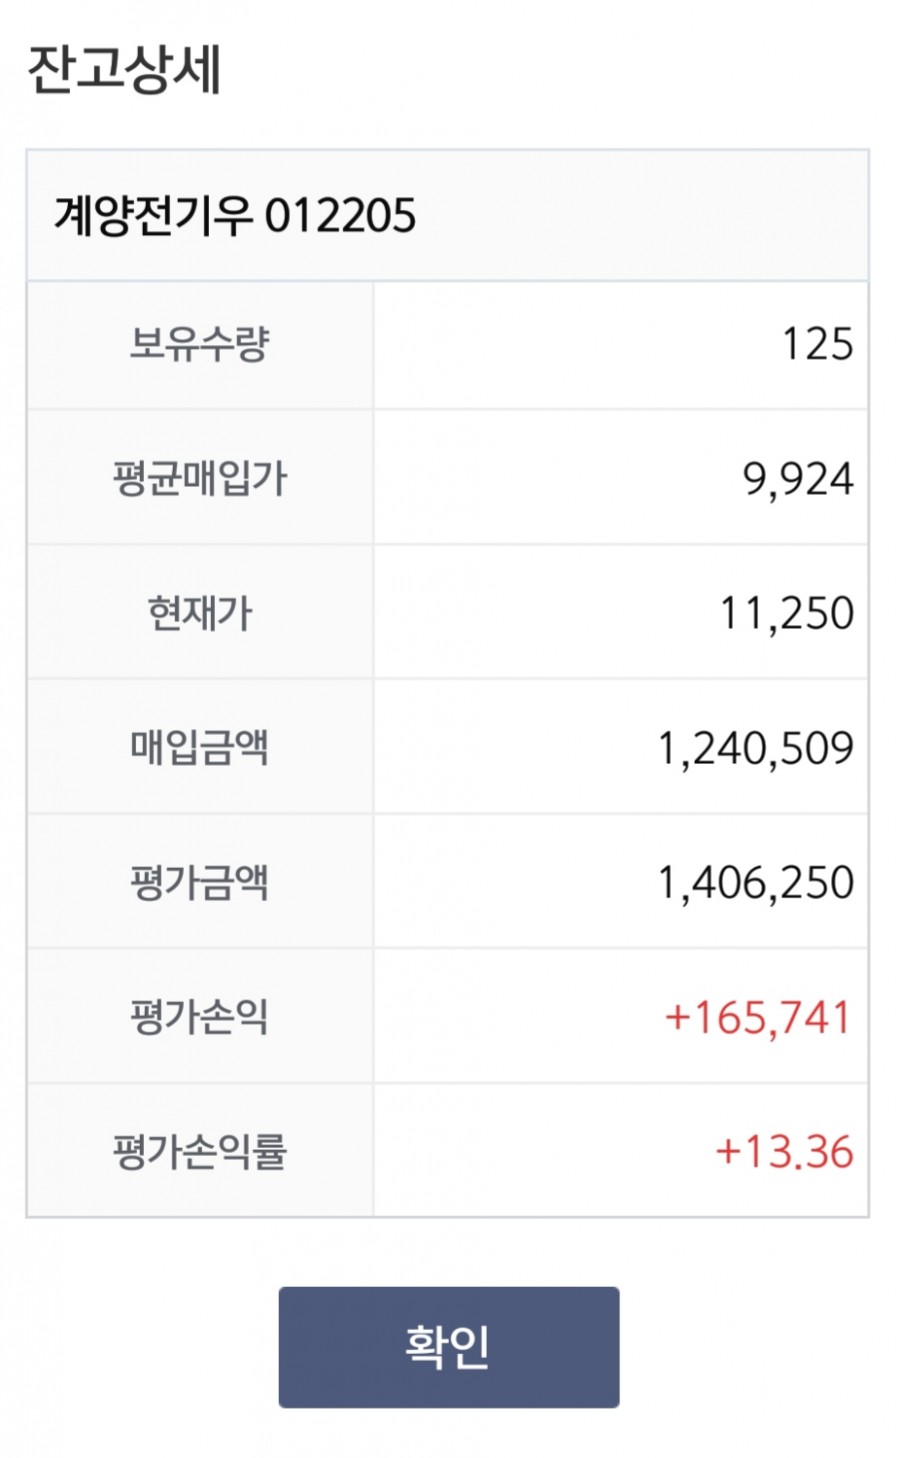 잔고상세
계양전기우 012205
보유수량 125
평균매입가 9,924
현재가 11,250
매입금액 1,240,509
평가금액 1,406,250
평가손익 +165,741
평가손익률 +13.36
확인